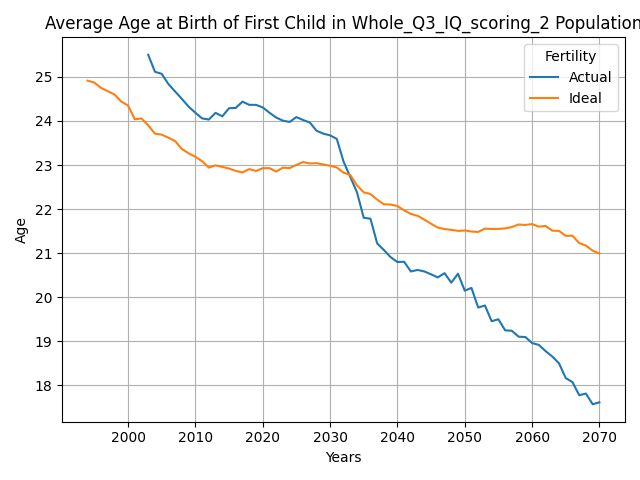 Average Age at Birth of First Child in Whole_Q3_IQ_scoring_2 Population
Fertility
Actual
Ideal
25
24
23
22
21
20
19
18
Age
2000 2010 2020 2030 2040 2050 2060 2070
Years